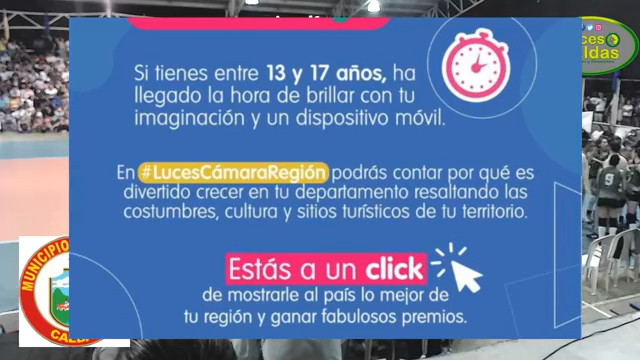 Si tienes entre 13 y 17 años, ha
llegado la hora de brillar con tu
imaginación y un dispositivo móvil.
En #LucesCámaraRegión podrás contar por qué es
divertido crecer en tu departamento resaltando las
costumbres, cultura y sitios turísticos de tu territorio.
Estás a un click
de mostrarle al país lo mejor de
tu región y ganar fabulosos premios.
MUNICIPIO
9